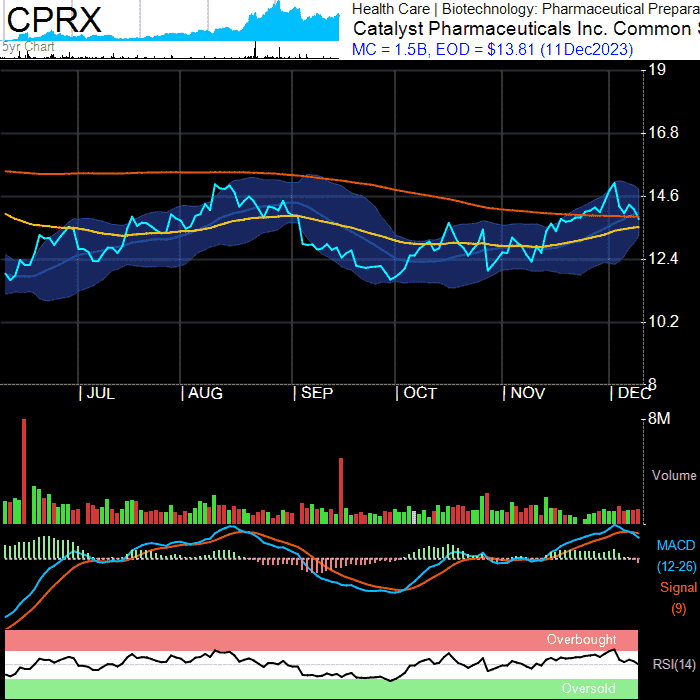 CPRX
Health Care | Biotechnology: Pharmaceutical Prepara
Catalyst Pharmaceuticals Inc. Common S
5yr Chart
MC = 1.5B, EOD = $13.81 (11Dec2023)
19
16.8
14.6
12.4
10.2
8
JUL AUG SEP OCT NOV DEC
8M
Volume
MACD
(12-26)
Signal
(9)
Overbought
RSI(14)
Oversold